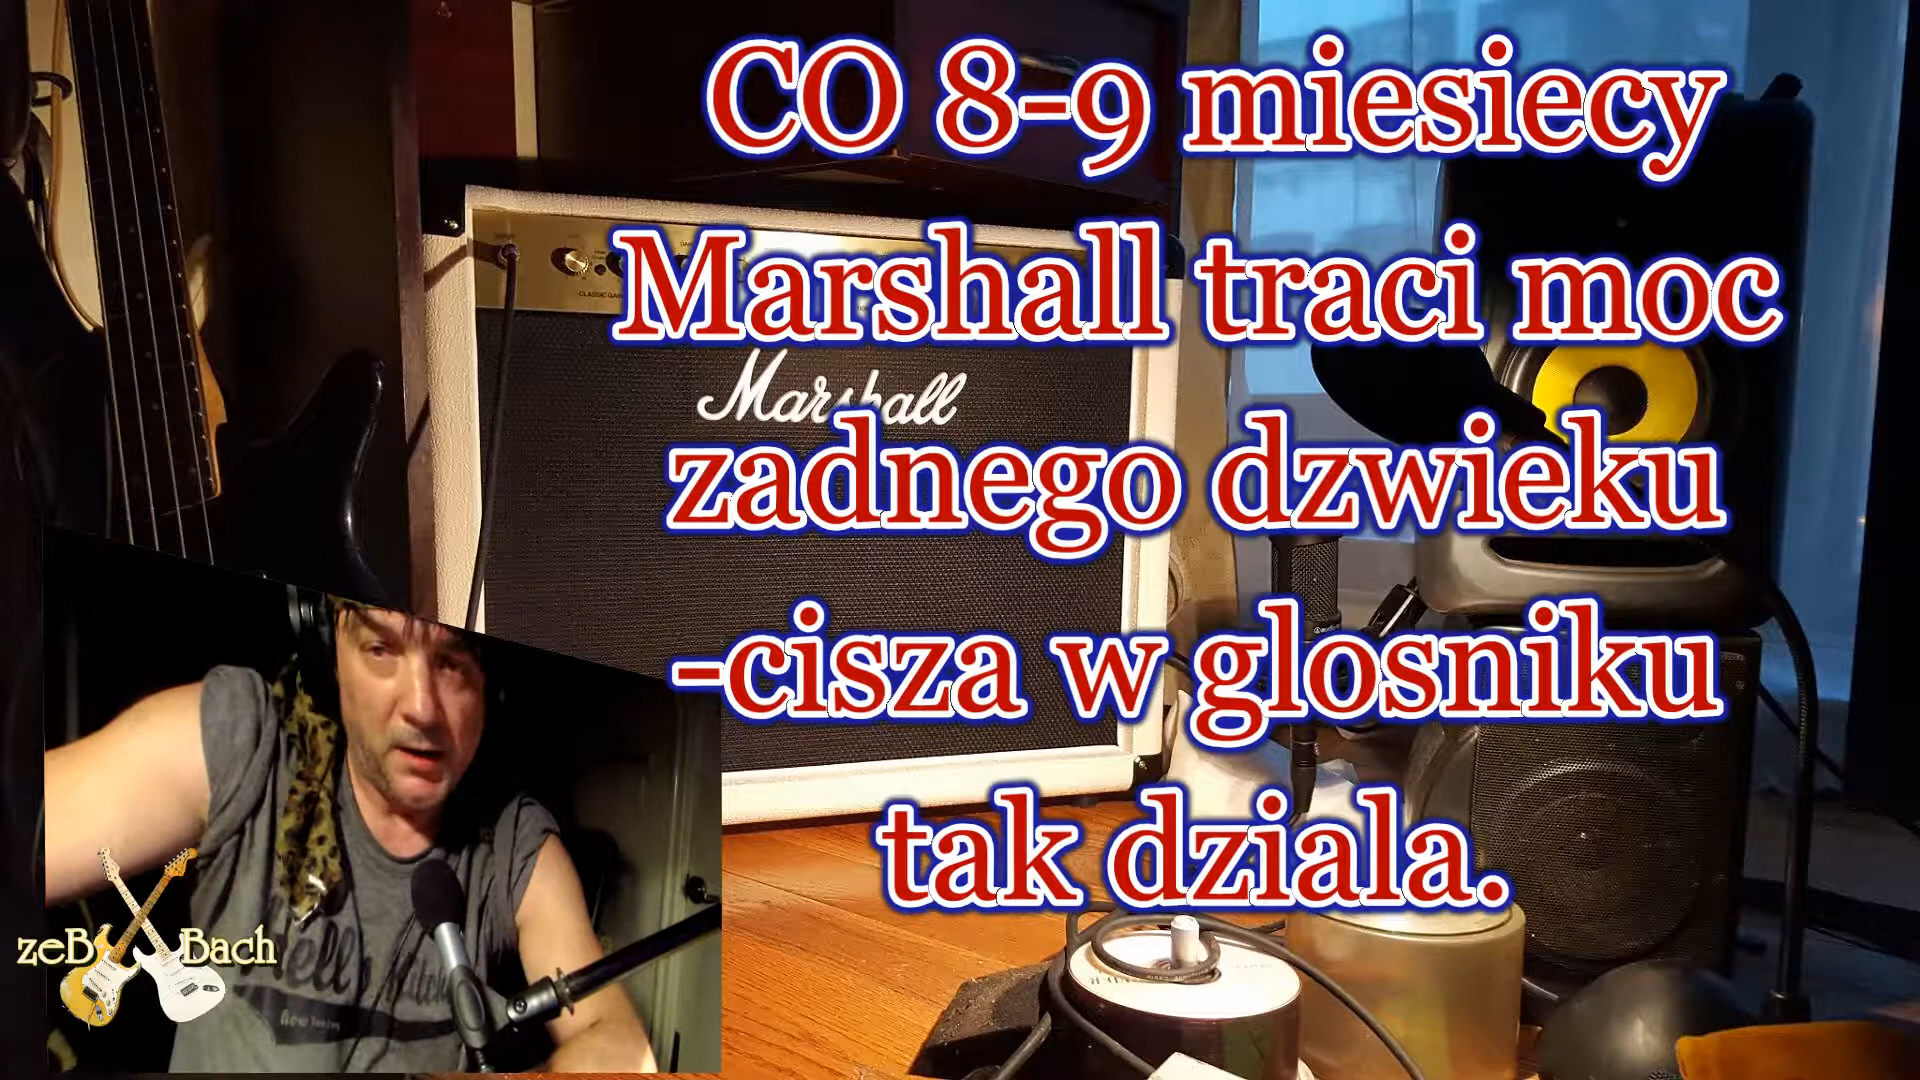 CO 8-9 miesiecy
Marshall traci moc
Marshall
zadnego dzwieku
-cisza w glosniku
tak dziala.
zeB Bach